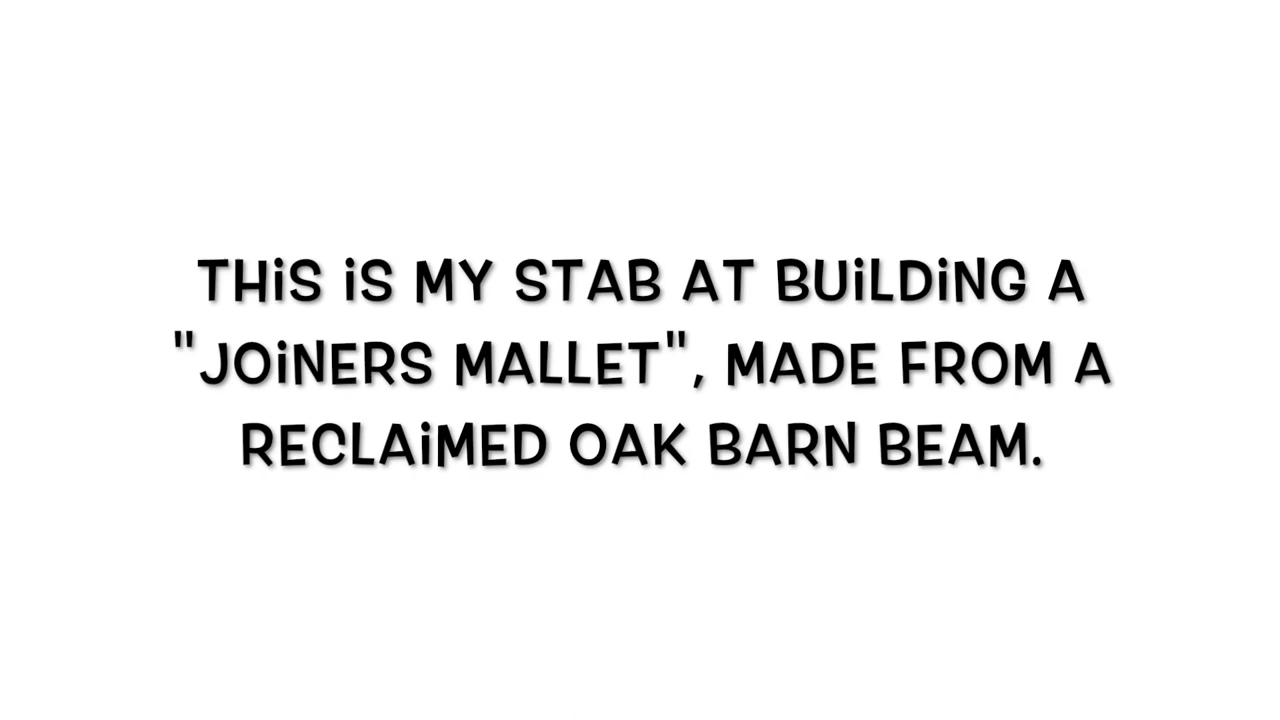 THiS iS MY STAB AT BUiLDiNG A
"JOiNERS MALLET", MADE FROM A
RECLAiMED OAK BARN BEAM.